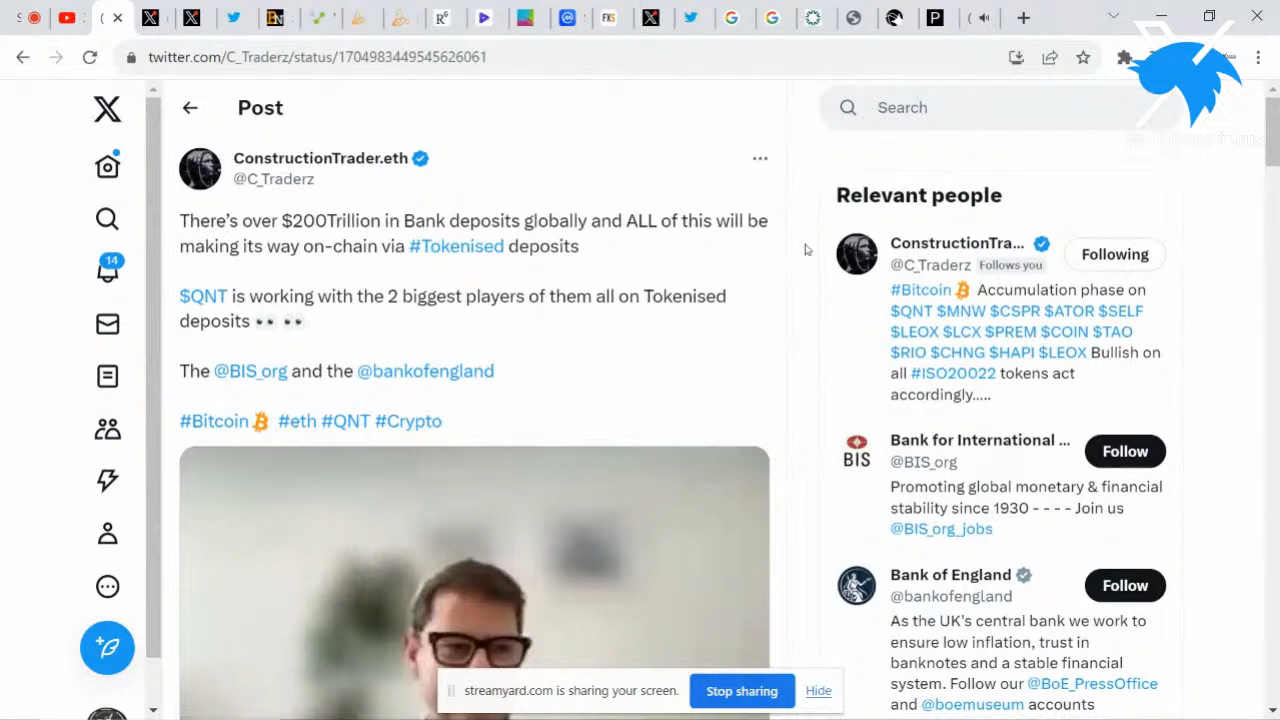 twitter.com/C_Traderz/status/1704983449545626061
Post
Search
ConstructionTrader.eth
@C_Traderz
There's over $200Trillion in Bank deposits globally and ALL of this will be
making its way on-chain via #Tokenised deposits
$QNT is working with the 2 biggest players of them all on Tokenised
deposits 👀 👀
The @BIS_org and the @bankofengland
#Bitcoin #eth #QNT #Crypto
14
Relevant people
ConstructionTra...
@C_Traderz Follows you
Following
#Bitcoin Accumulation phase on
$QNT $MNW $CSPR $ATOR $SELF
$LEOX $LCX $PREM $COIN $TAO
$RIO $CHNG $HAPI $LEOX Bullish on
all #ISO20022 tokens act
accordingly.....
BIS
Bank for International ...
@BIS_org
Follow
Promoting global monetary & financial
stability since 1930 - - - - Join us
@BIS_org_jobs
Bank of England
@bankofengland
Follow
As the UK's central bank we work to
ensure low inflation, trust in
banknotes and a stable financial
system. Follow our @BoE_PressOffice
and @boemuseum accounts
streamyard.com is sharing your screen.
Stop sharing
Hide